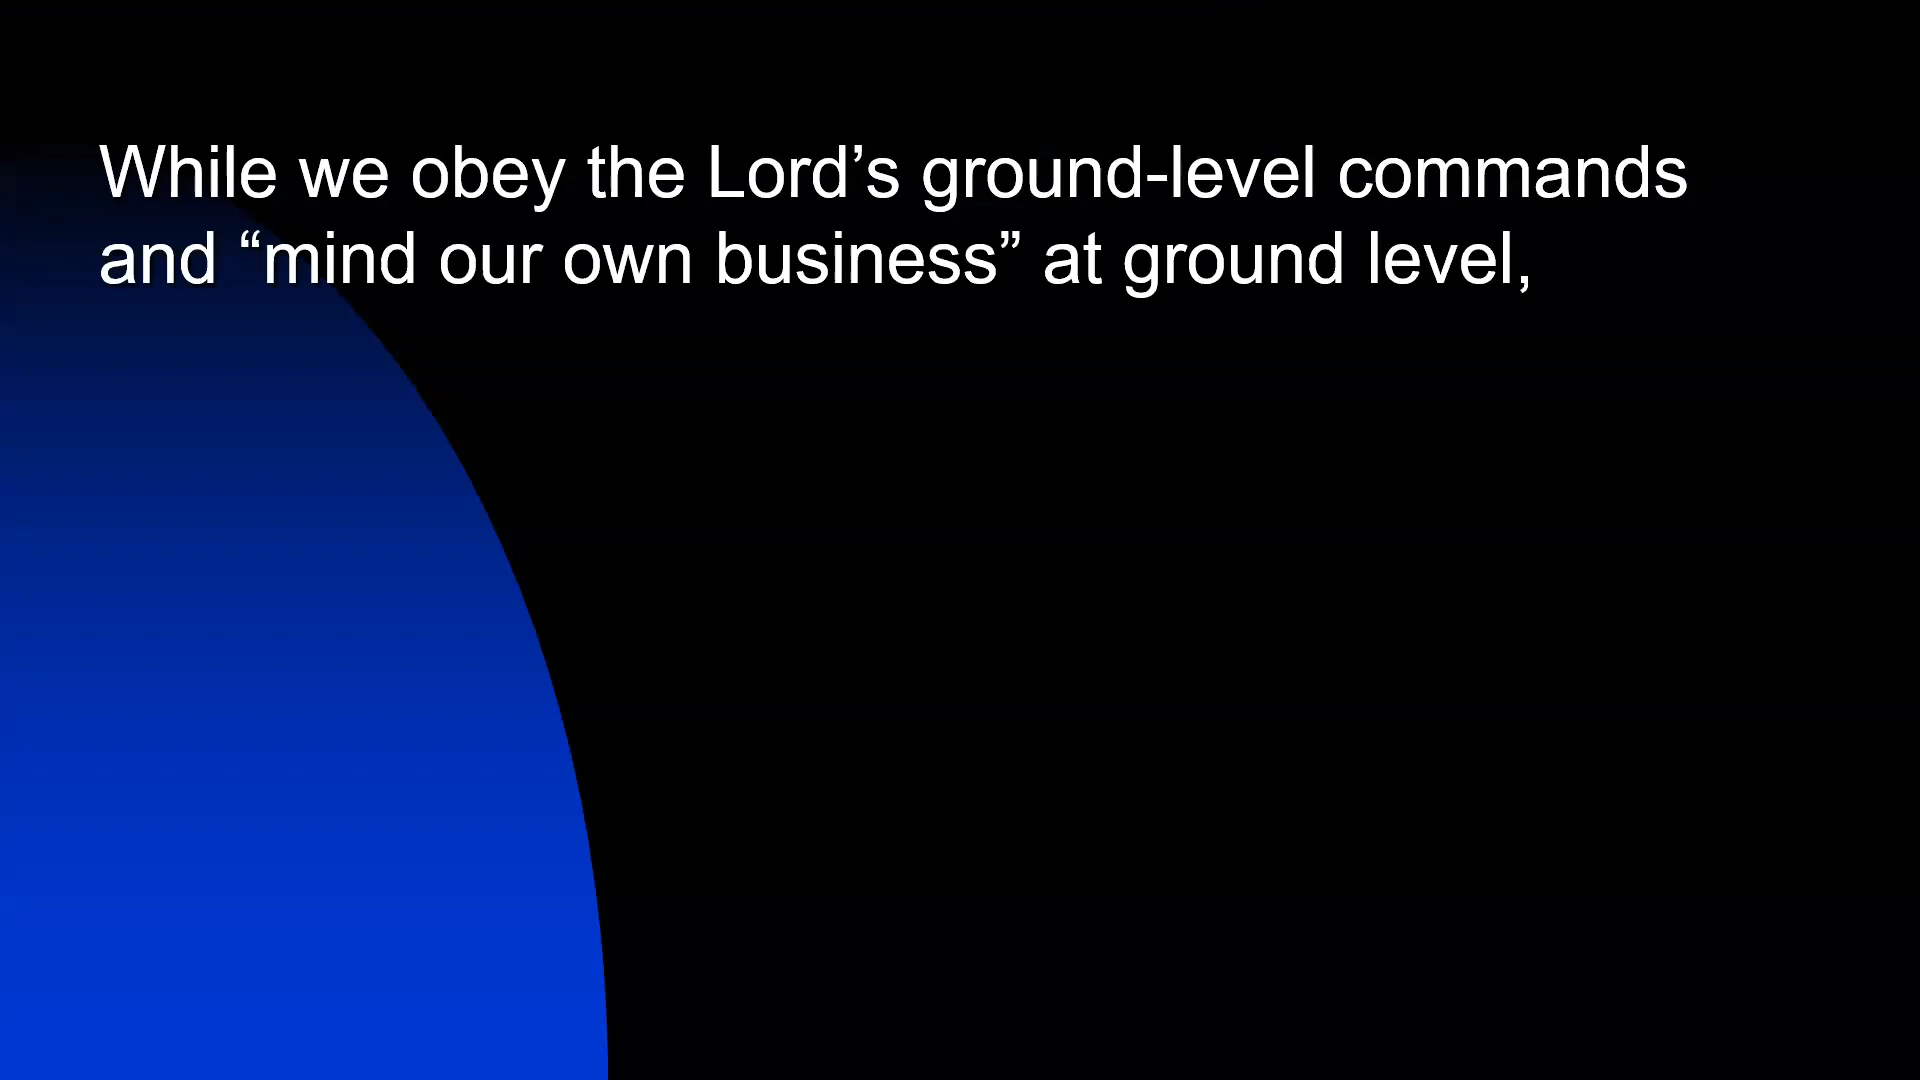 While we obey the Lord’s ground-level commands
and “mind our own business” at ground level,